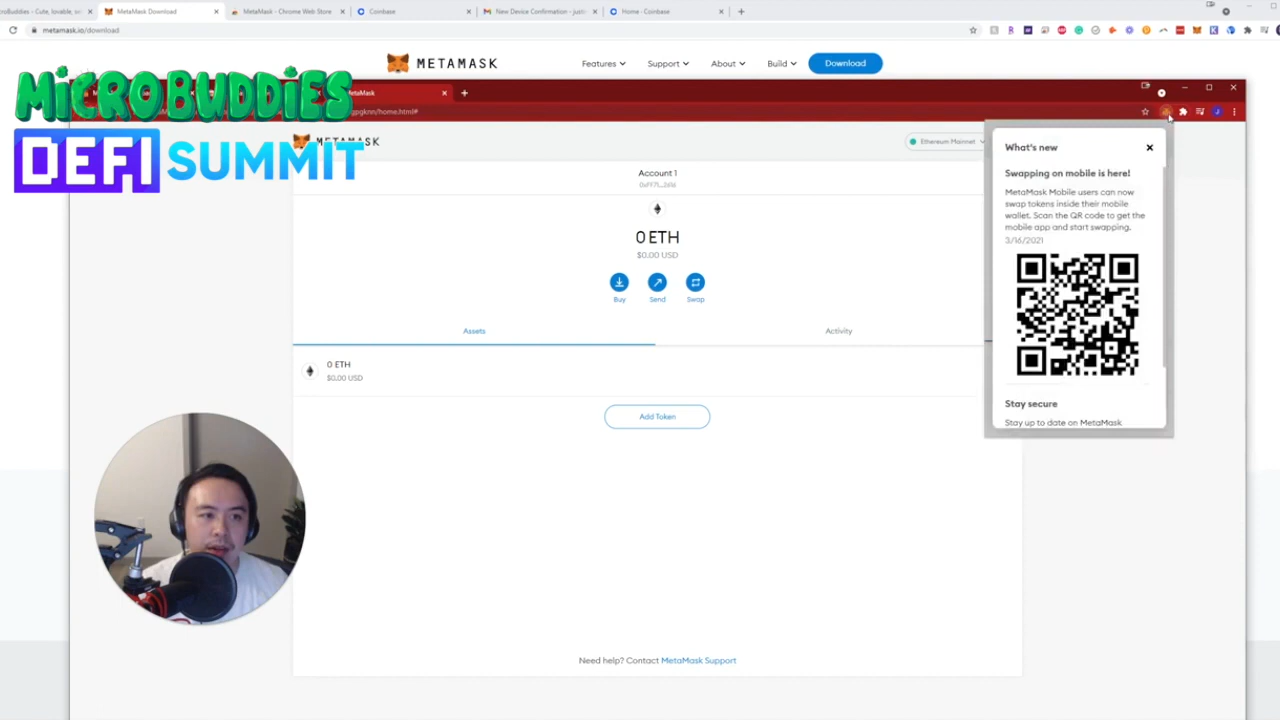 MetaMask Download
MetaMask - Chrome Web Store
Coinbase
New Device Confirmation
Home - Coinbase
metamask.io/download
METAMASK
Features
Support
About
Build
Download
MiCROBUDDiES
DEFI SUMMIT
Ethereum Mainnet
Account 1
0 ETH
$0.00 USD
Buy
Send
Swap
Assets
Activity
0 ETH
$0.00 USD
Add Token
Need help? Contact MetaMask Support
What's new
Swapping on mobile is here!
MetaMask Mobile users can now
swap tokens inside their mobile
wallet. Scan the QR code to get the
mobile app and start swapping.
3/16/2021
Stay secure
Stay up to date on MetaMask